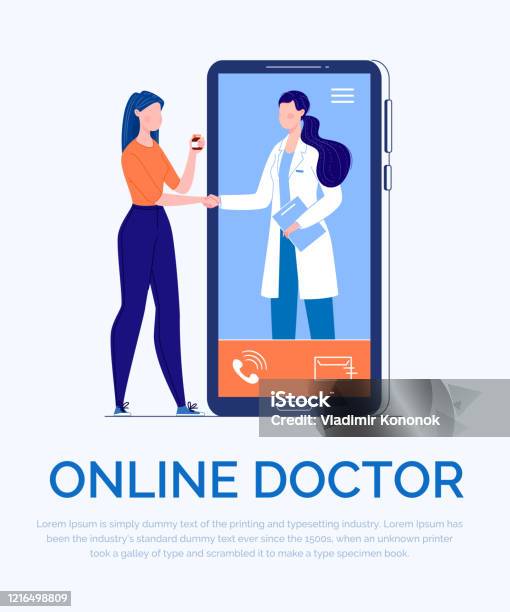 iStock
Credit: Vladimir Kononok
ONLINE DOCTOR
Lorem Ipsum is simply dummy text of the printing and typesetting industry. Lorem Ipsum has
been the industry's standard dummy text ever since the 1500s, when an unknown printer
took a galley of type and scrambled it to make a type specimen book.
1216498809